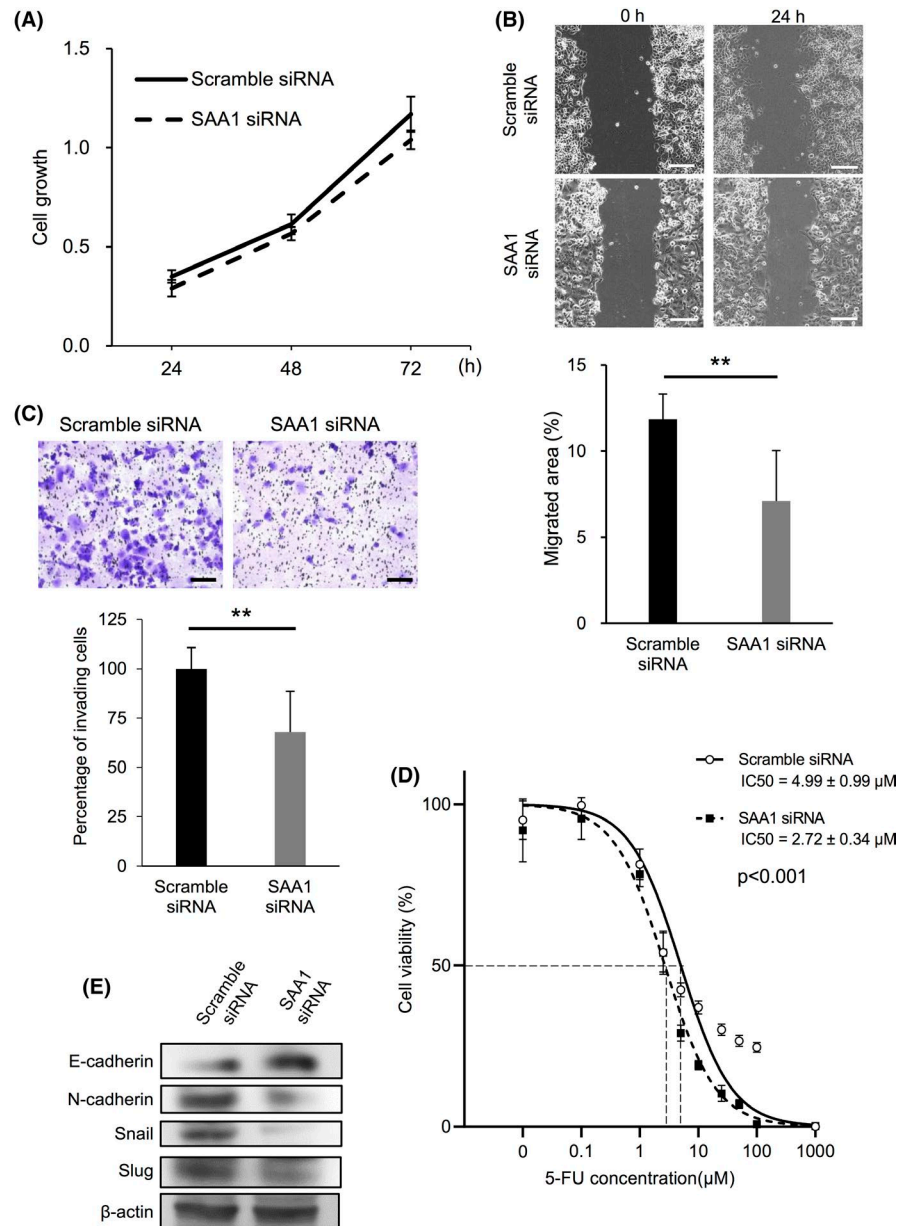 (A)
1.5
1.0
0.5
0.0
Cell growth
Scramble siRNA
SAA1 siRNA
24 48 72 (h)
(B)
0 h 24 h
Scramble
siRNA
SAA1
siRNA
15
10
5
0
Migrated area (%)
**
Scramble
siRNA
SAA1 siRNA
(C)
Scramble siRNA SAA1 siRNA
125
100
75
50
25
0
Percentage of invading cells
**
Scramble
siRNA
SAA1
siRNA
(D)
Scramble siRNA
IC50 = 4.99 ± 0.99 μM
SAA1 siRNA
IC50 = 2.72 ± 0.34 μM
p<0.001
100
50
0
Cell viability (%)
0 0.1 1 10 100 1000
5-FU concentration(μM)
(E)
Scramble
siRNA
SAA1
siRNA
E-cadherin
N-cadherin
Snail
Slug
β-actin